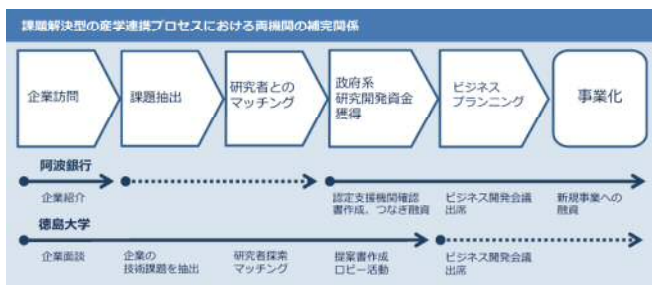 課題解決型の産学連携プロセスにおける両機関の補完関係
企業訪問
課題抽出
研究者との
マッチング
政府系
研究開発資金
獲得
ビジネス
プランニング
事業化
阿波銀行
企業紹介
認定支援機関確認
書作成、つなぎ融資
ビジネス開発会議
出席
新規事業への
融資
徳島大学
企業面談
企業の
技術課題を抽出
研究者探索
マッチング
提案書作成
ロビー活動
ビジネス開発会議
出席